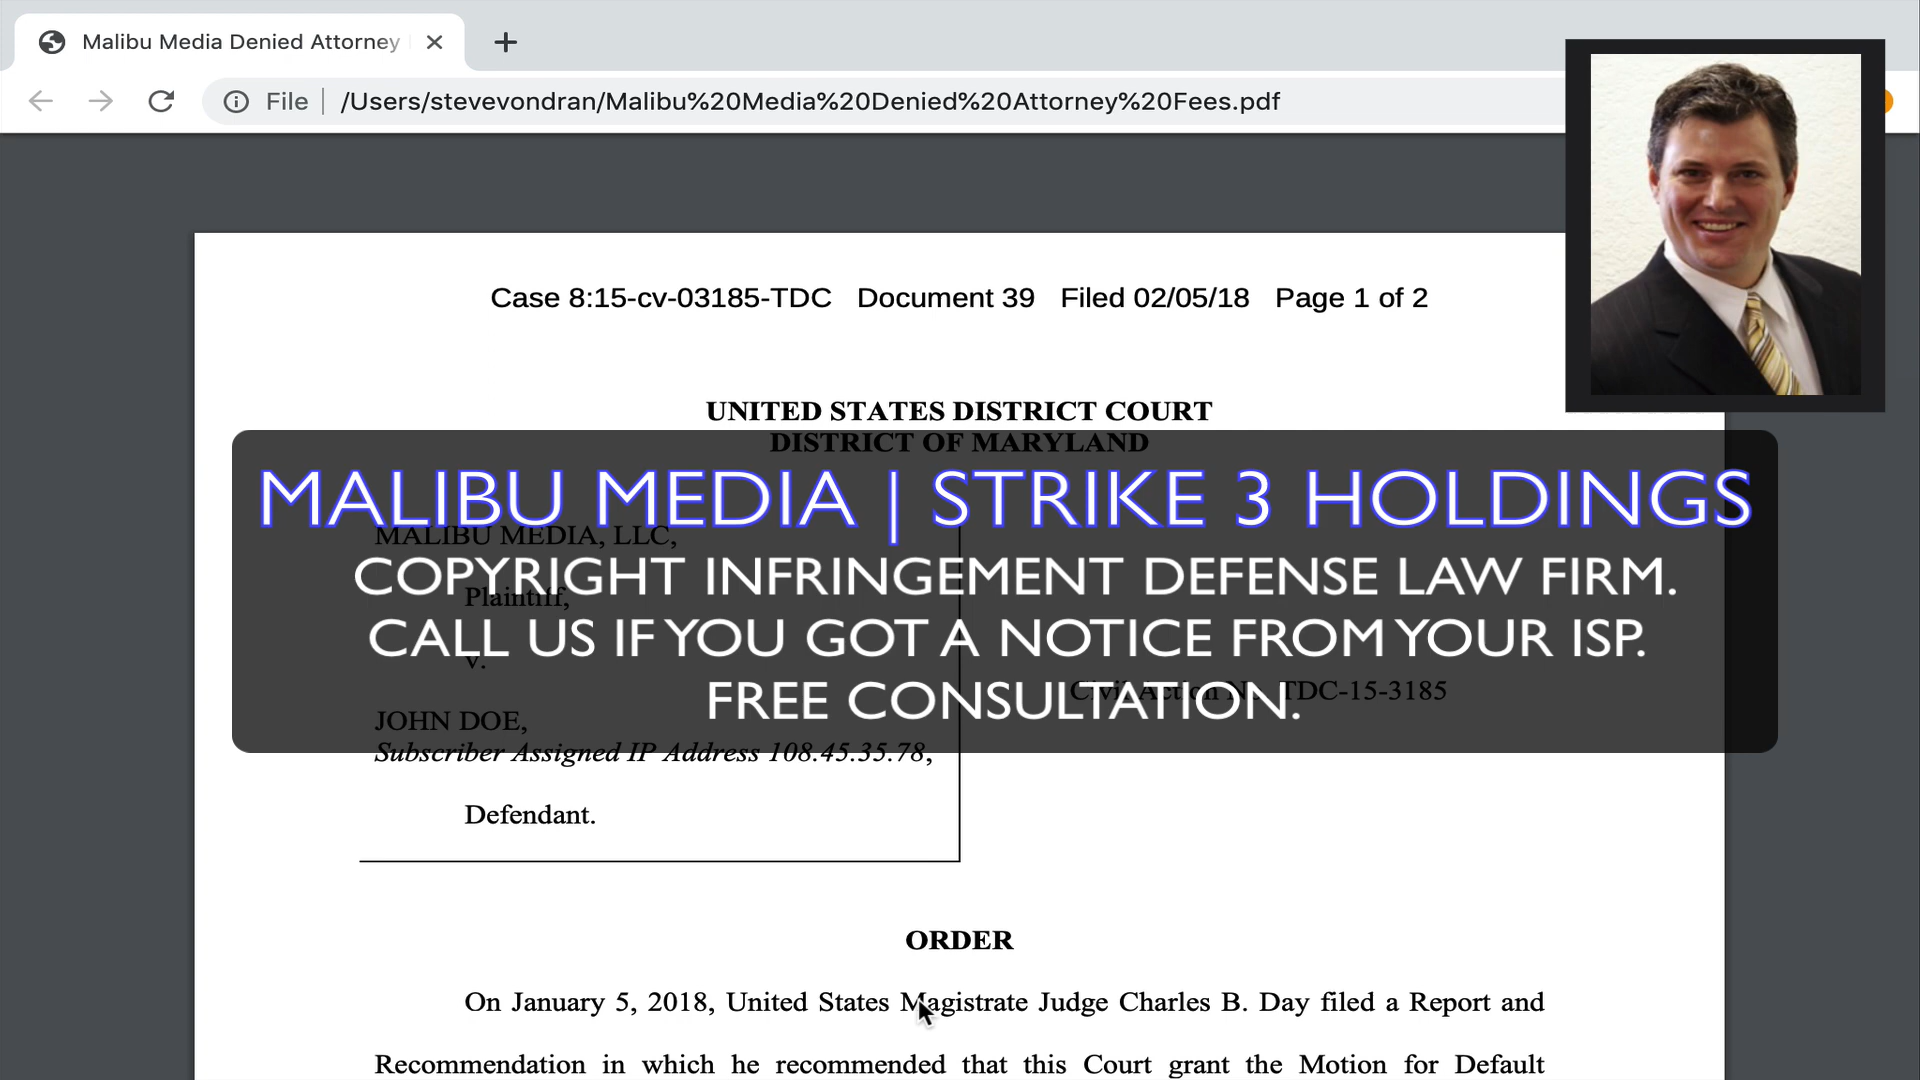 Malibu Media Denied Attorney
File /Users/stevevondran/Malibu%20Media%20Denied%20Attorney%20Fees.pdf
Case 8:15-cv-03185-TDC Document 39 Filed 02/05/18 Page 1 of 2
UNITED STATES DISTRICT COURT
DISTRICT OF MARYLAND
MALIBU MEDIA | STRIKE 3 HOLDINGS
COPYRIGHT INFRINGEMENT DEFENSE LAW FIRM.
CALL US IF YOU GOT A NOTICE FROM YOUR ISP.
FREE CONSULTATION.
MALIBU MEDIA, LLC,
Plaintiff,
v.
Civil Action No. TDC-15-3185
JOHN DOE,
Subscriber Assigned IP Address 108.45.35.78,
Defendant.
ORDER
On January 5, 2018, United States Magistrate Judge Charles B. Day filed a Report and
Recommendation in which he recommended that this Court grant the Motion for Default